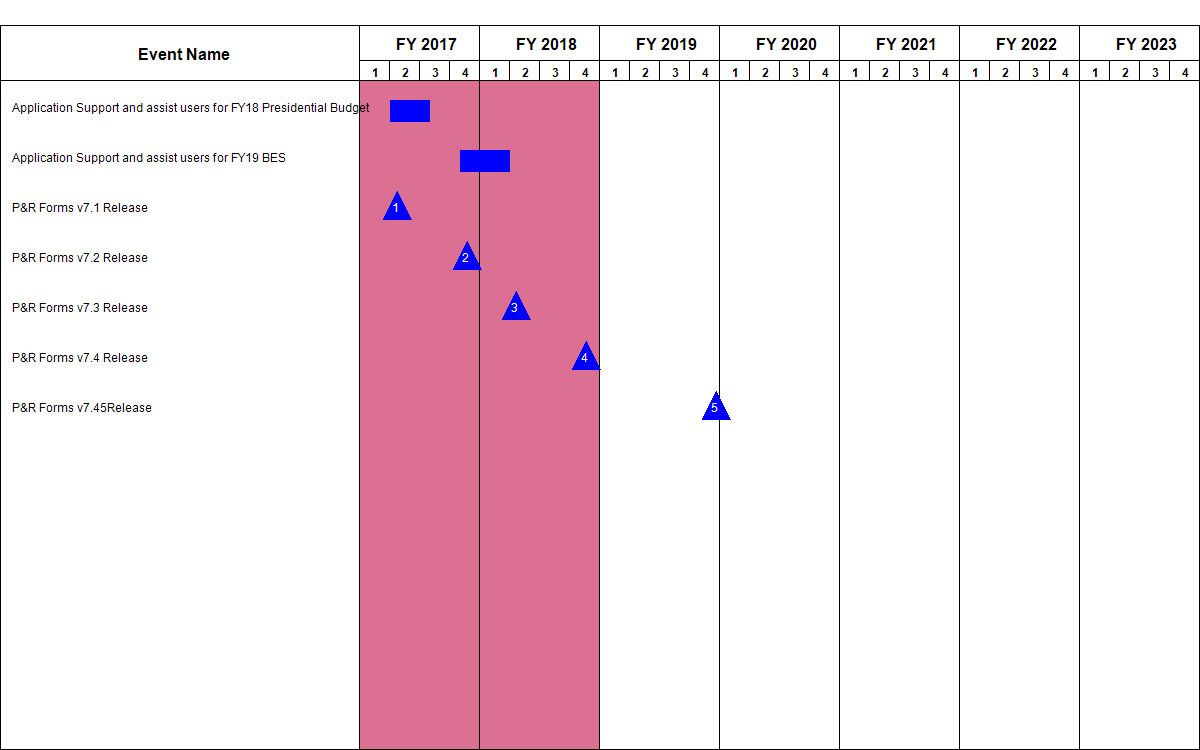 Event Name FY 2017 FY 2018 FY 2019 FY 2020 FY 2021 FY 2022 FY 2023
1 2 3 4 1 2 3 4 1 2 3 4 1 2 3 4 1 2 3 4 1 2 3 4 1 2 3 4
Application Support and assist users for FY18 Presidential Budget
Application Support and assist users for FY19 BES
P&R Forms v7.1 Release 1
P&R Forms v7.2 Release 2
P&R Forms v7.3 Release 3
P&R Forms v7.4 Release 4
P&R Forms v7.45Release 5